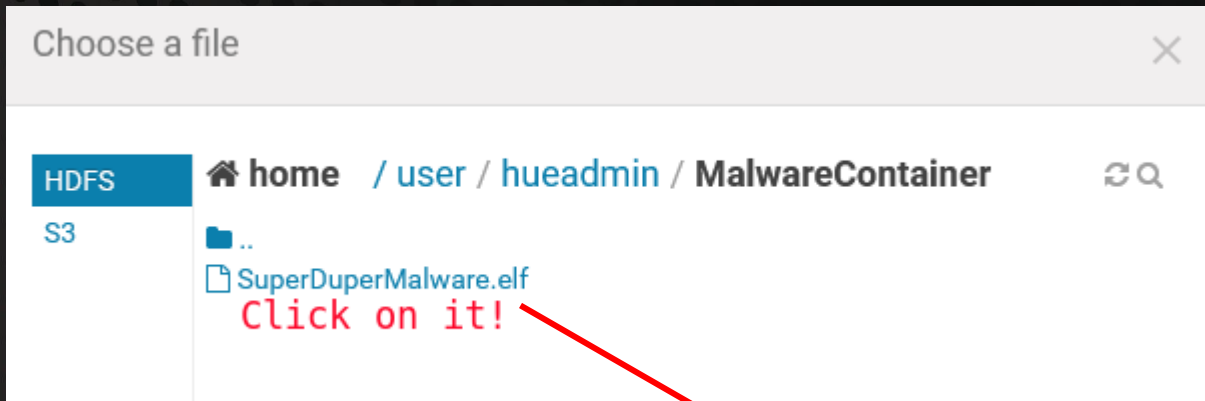 Choose a file
HDFS
home / user / hueadmin / MalwareContainer
S3
..
SuperDuperMalware.elf
Click on it!